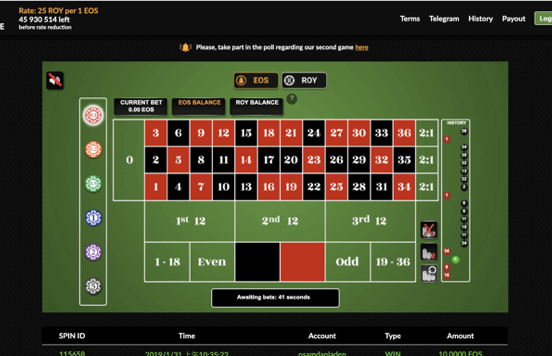 Rate: 25 ROY per 1 EOS
45 930 514 left
before rate reduction
E
Terms Telegram History Payout Log
Please, take part in the poll regarding our second game here
EOS ROY
CURRENT BET
0.00 EOS
EOS BALANCE
ROY BALANCE
?
HISTORY
0
3 6 9 12 15 18 21 24 27 30 33 36 2:1
2 5 8 11 14 17 20 23 26 29 32 35 2:1
1 4 7 10 13 16 19 22 25 28 31 34 2:1
1st 12 2nd 12 3rd 12
1 - 18 Even Odd 19 - 36
Awaiting bets: 41 seconds
SPIN ID Time Account Type Amount
115658 2019/1/31 上午10:35:22 osamdanladen WIN 10.0000 EOS